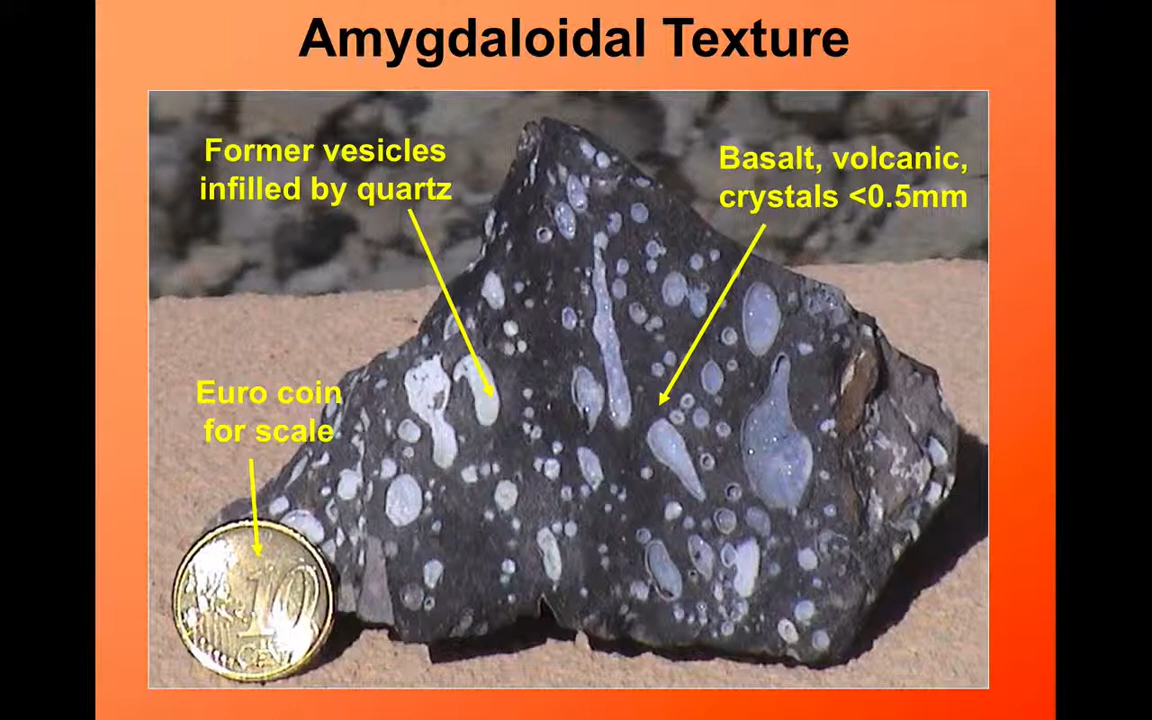 Amygdaloidal Texture
Former vesicles
infilled by quartz
Basalt, volcanic,
crystals <0.5mm
Euro coin
for scale
10
CENT